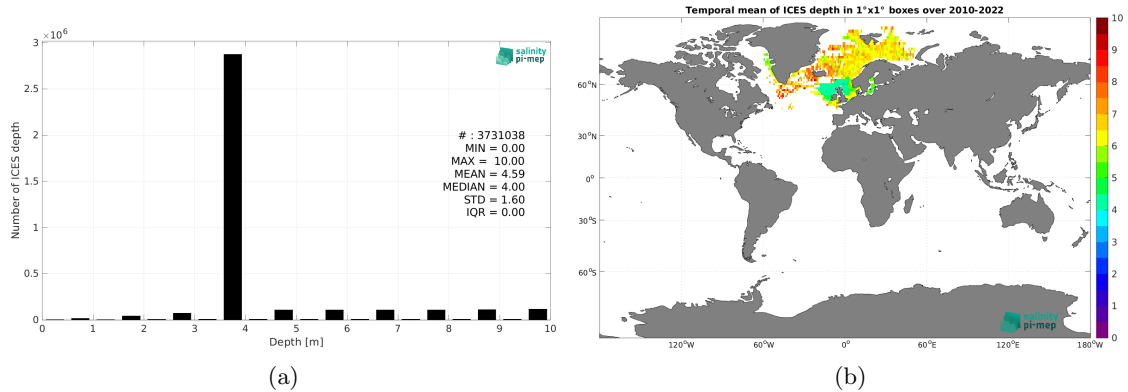 ×10⁶
3
2.5
2
1.5
1
0.5
0
Number of ICES depth
salinity
pi-mep
# : 3731038
MIN = 0.00
MAX = 10.00
MEAN = 4.59
MEDIAN = 4.00
STD = 1.60
IQR = 0.00
0 1 2 3 4 5 6 7 8 9 10
Depth [m]
(a)
Temporal mean of ICES depth in 1°x1° boxes over 2010-2022
60°N
30°N
0°
30°S
60°S
120°W 60°W 0° 60°E 120°E 180°W
salinity
pi-mep
10
9
8
7
6
5
4
3
2
1
0
(b)